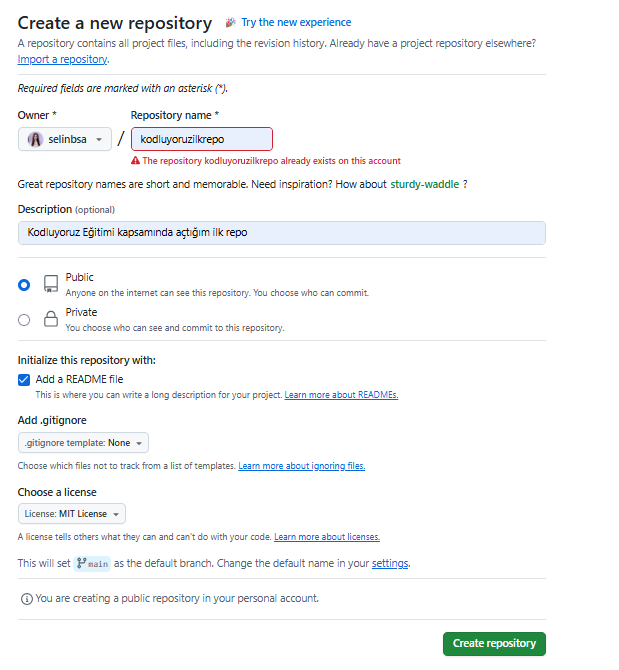 Create a new repository Try the new experience
A repository contains all project files, including the revision history. Already have a project repository elsewhere?
Import a repository.
Required fields are marked with an asterisk (*).
Owner * Repository name *
selinbsa / kodluyoruzilkrepo
The repository kodluyoruzilkrepo already exists on this account
Great repository names are short and memorable. Need inspiration? How about sturdy-waddle ?
Description (optional)
Kodluyoruz Eğitimi kapsamında açtığım ilk repo
Public
Anyone on the internet can see this repository. You choose who can commit.
Private
You choose who can see and commit to this repository.
Initialize this repository with:
Add a README file
This is where you can write a long description for your project. Learn more about READMEs.
Add .gitignore
.gitignore template: None
Choose which files not to track from a list of templates. Learn more about ignoring files.
Choose a license
License: MIT License
A license tells others what they can and can't do with your code. Learn more about licenses.
This will set main as the default branch. Change the default name in your settings.
You are creating a public repository in your personal account.
Create repository